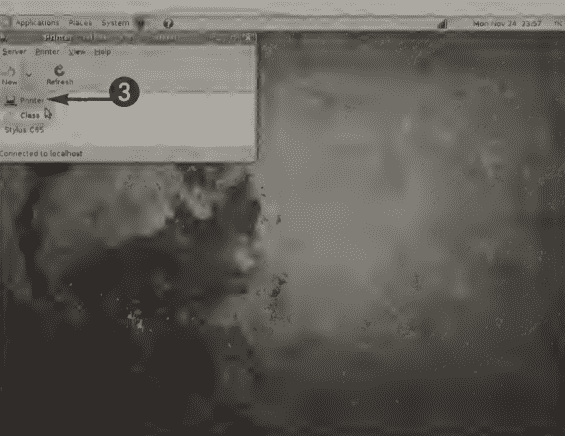 Applications Places System
Mon Nov 24 23:57
Printer
Server Printer View Help
New Refresh
Printer
3
Class
Stylus C85
Connected to localhost